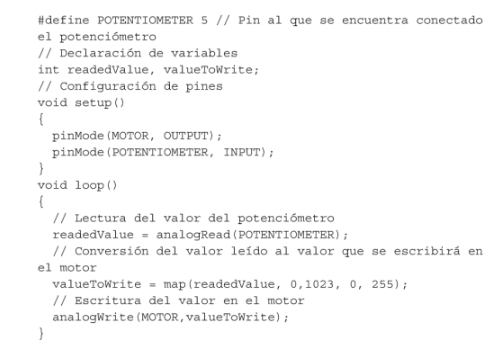 #define POTENTIOMETER 5 // Pin al que se encuentra conectado
el potenciómetro
// Declaración de variables
int readedValue, valueToWrite;
// Configuración de pines
void setup()
{
  pinMode(MOTOR, OUTPUT);
  pinMode(POTENTIOMETER, INPUT);
}
void loop()
{
  // Lectura del valor del potenciómetro
  readedValue = analogRead(POTENTIOMETER);
  // Conversión del valor leído al valor que se escribirá en
el motor
  valueToWrite = map(readedValue, 0,1023, 0, 255);
  // Escritura del valor en el motor
  analogWrite(MOTOR,valueToWrite);
}